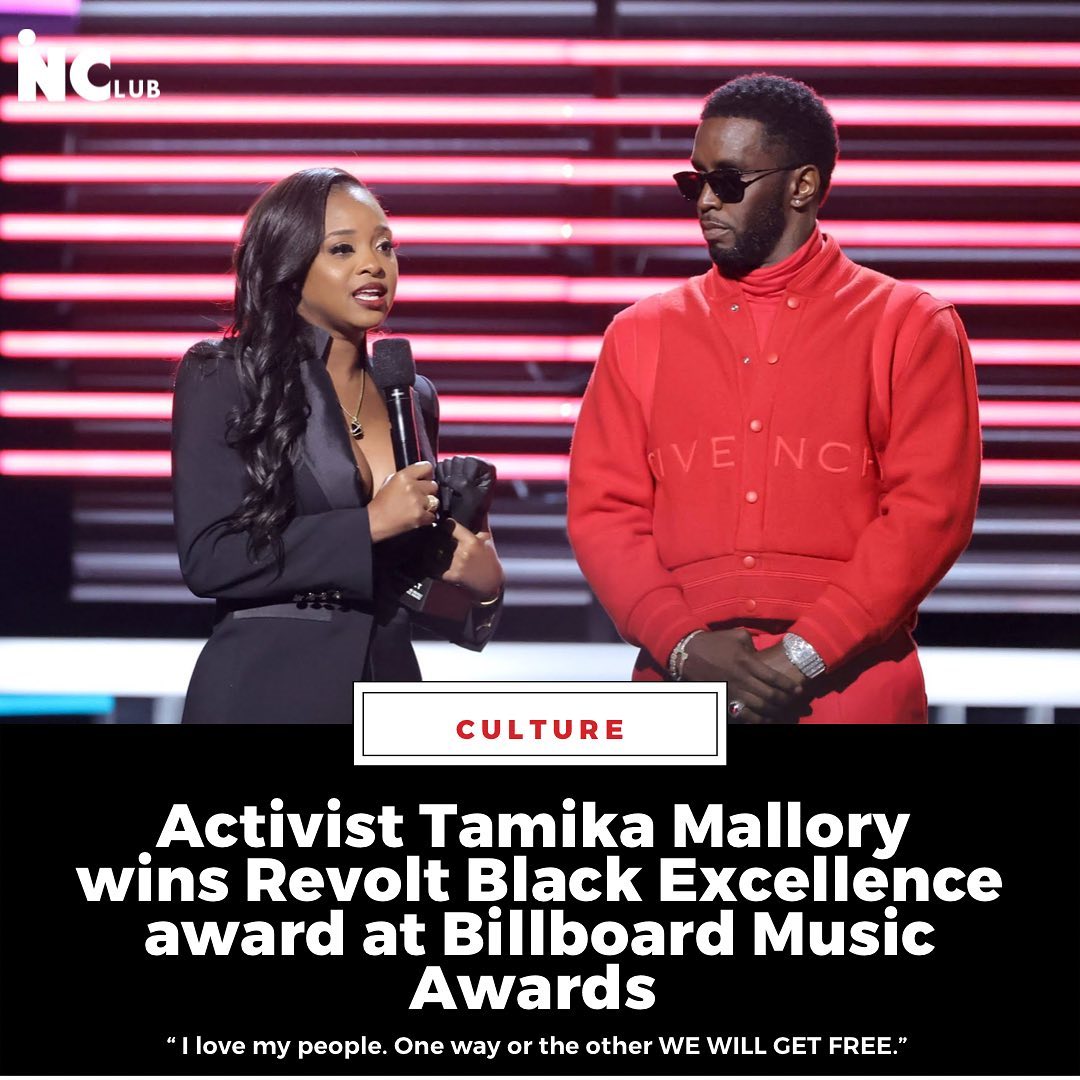 iNCLUB
GIVENCH
CULTURE
Activist Tamika Mallory
wins Revolt Black Excellence
award at Billboard Music
Awards
“ I love my people. One way or the other WE WILL GET FREE.”